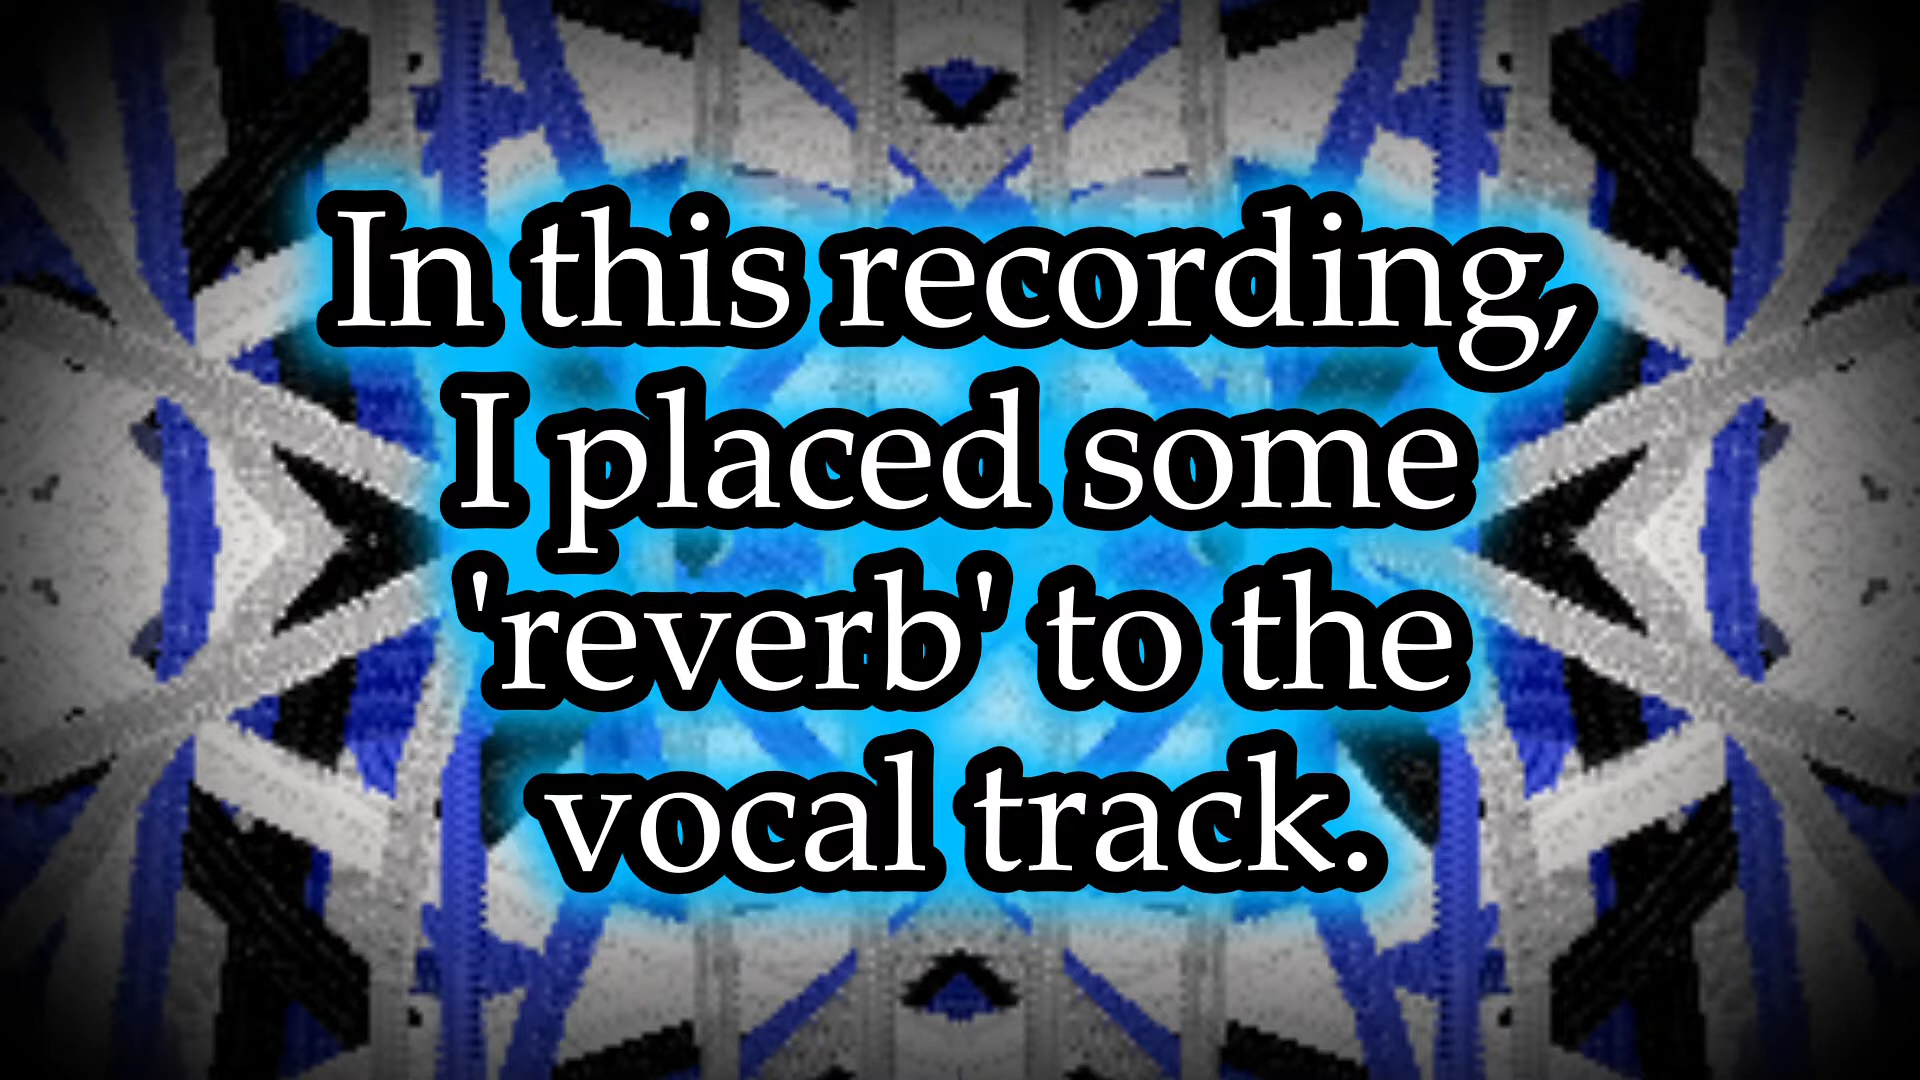 In this recording,
I placed some
'reverb' to the
vocal track.